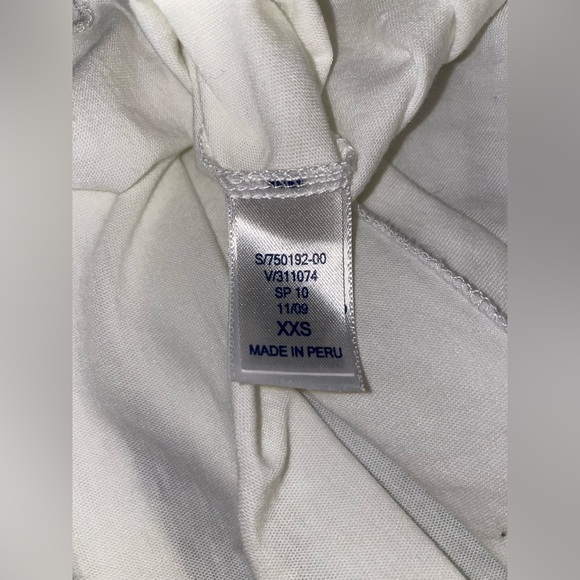 S/750192-00
V/311074
SP 10
11/09
XXS
MADE IN PERU